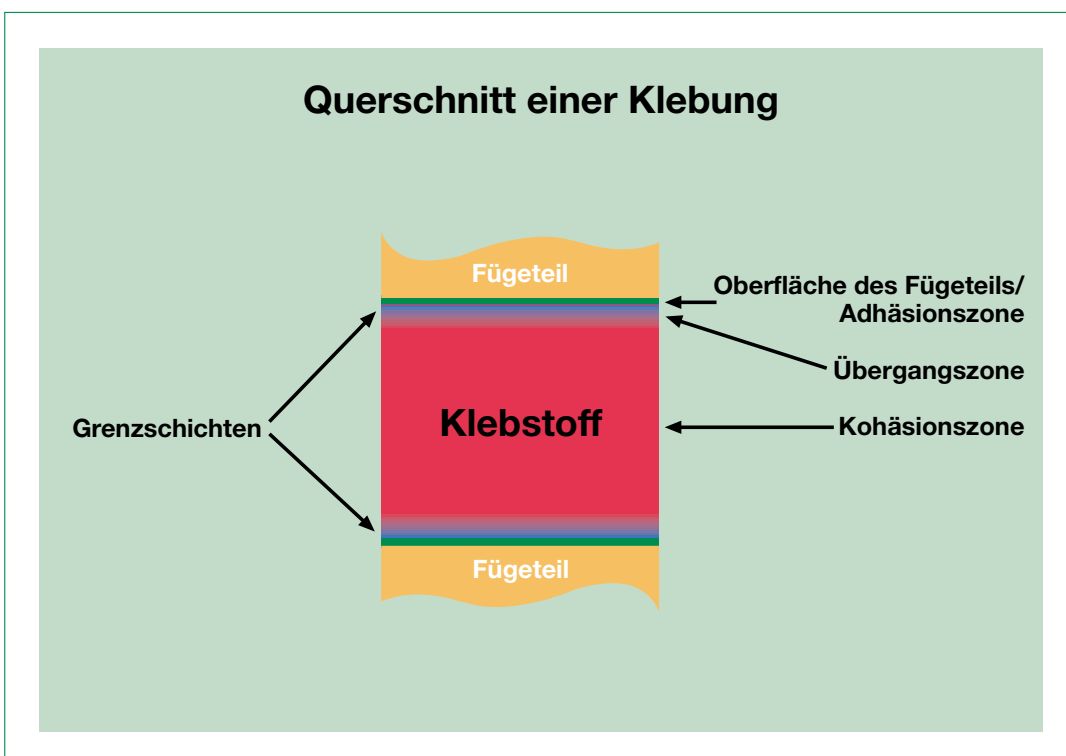 Querschnitt einer Klebung
Fügeteil
Oberfläche des Fügeteils/
Adhäsionszone
Übergangszone
Grenzschichten
Klebstoff
Kohäsionszone
Fügeteil